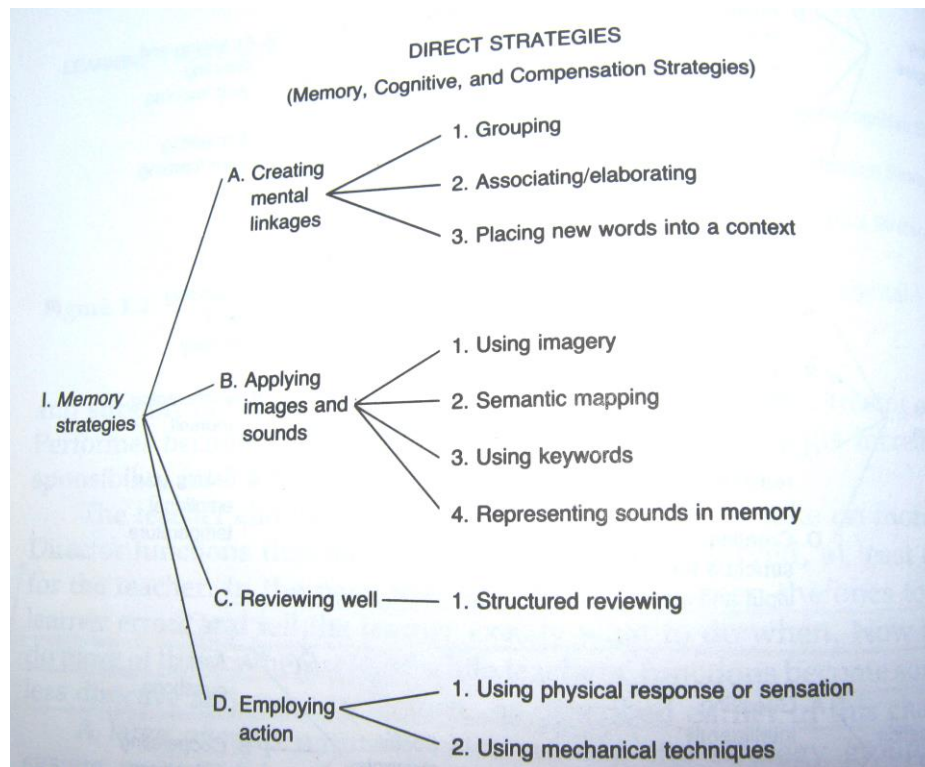 DIRECT STRATEGIES
(Memory, Cognitive, and Compensation Strategies)
I. Memory
strategies
A. Creating
mental
linkages
1. Grouping
2. Associating/elaborating
3. Placing new words into a context
B. Applying
images and
sounds
1. Using imagery
2. Semantic mapping
3. Using keywords
4. Representing sounds in memory
C. Reviewing well
1. Structured reviewing
D. Employing
action
1. Using physical response or sensation
2. Using mechanical techniques